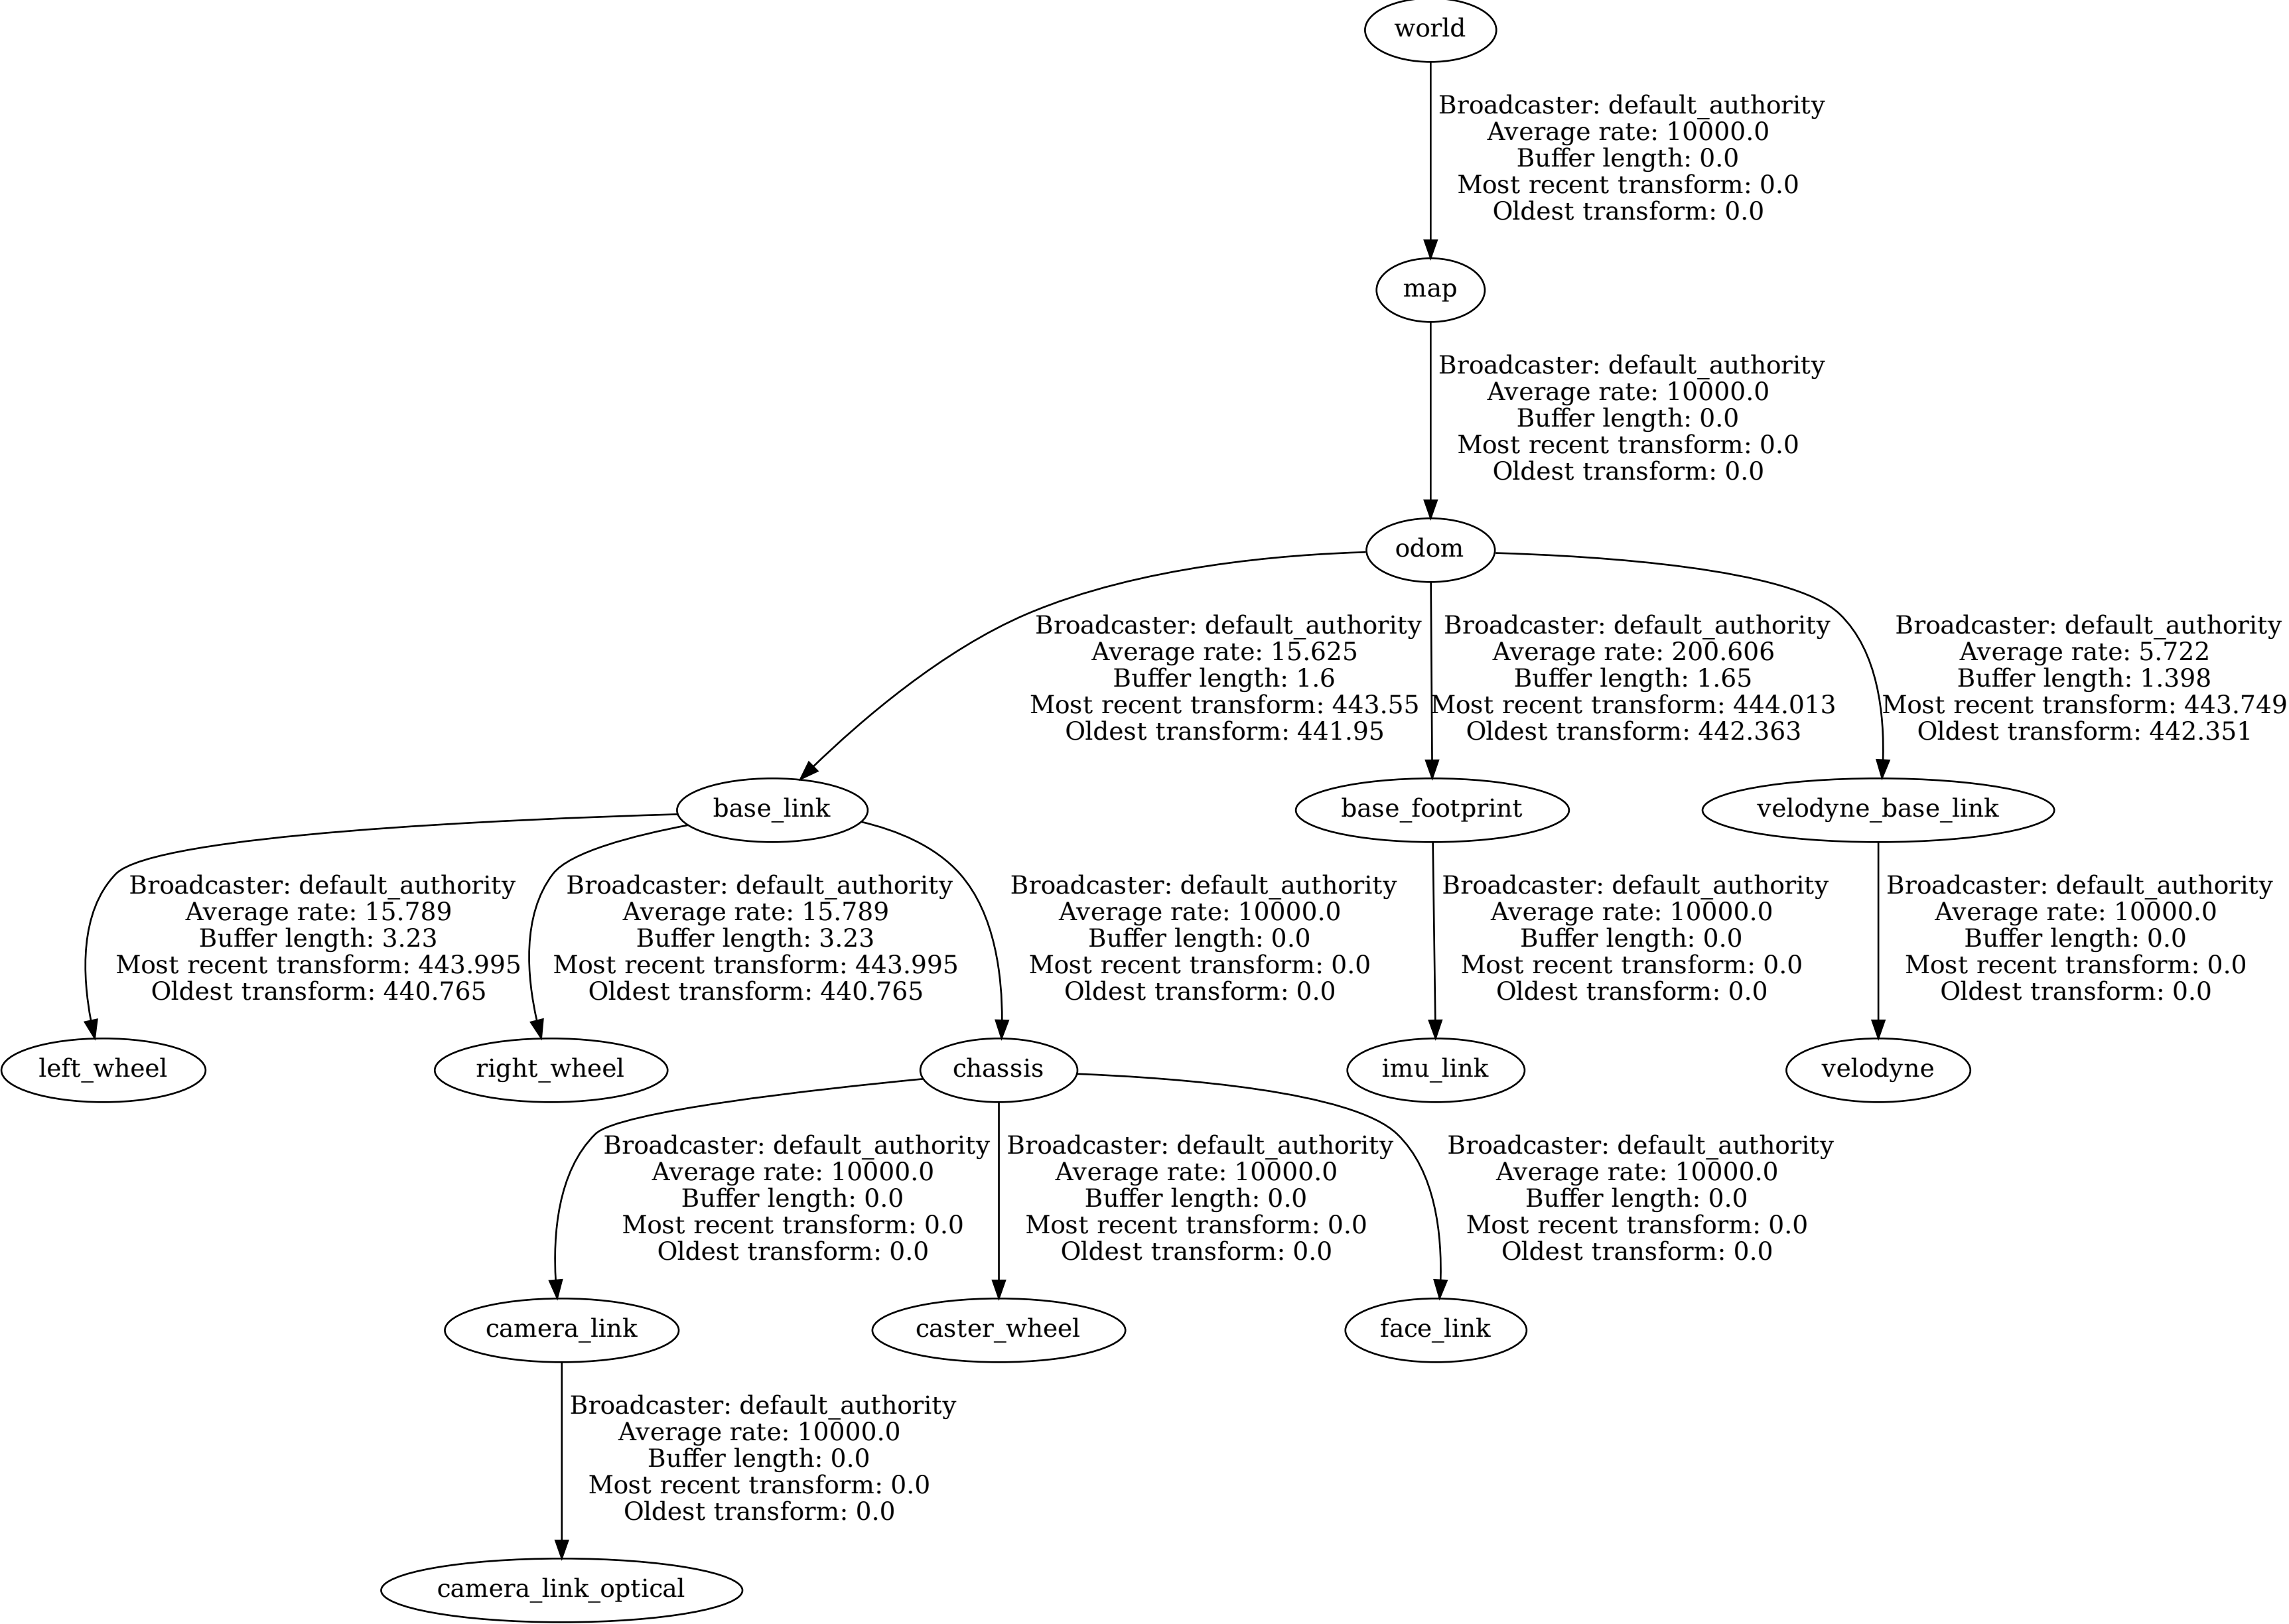 world
Broadcaster: default_authority
Average rate: 10000.0
Buffer length: 0.0
Most recent transform: 0.0
Oldest transform: 0.0
map
Broadcaster: default_authority
Average rate: 10000.0
Buffer length: 0.0
Most recent transform: 0.0
Oldest transform: 0.0
odom
Broadcaster: default_authority
Average rate: 15.625
Buffer length: 1.6
Most recent transform: 443.55
Oldest transform: 441.95
Broadcaster: default_authority
Average rate: 200.606
Buffer length: 1.65
Most recent transform: 444.013
Oldest transform: 442.363
Broadcaster: default_authority
Average rate: 5.722
Buffer length: 1.398
Most recent transform: 443.749
Oldest transform: 442.351
base_link
base_footprint
velodyne_base_link
Broadcaster: default_authority
Average rate: 15.789
Buffer length: 3.23
Most recent transform: 443.995
Oldest transform: 440.765
Broadcaster: default_authority
Average rate: 15.789
Buffer length: 3.23
Most recent transform: 443.995
Oldest transform: 440.765
Broadcaster: default_authority
Average rate: 10000.0
Buffer length: 0.0
Most recent transform: 0.0
Oldest transform: 0.0
Broadcaster: default_authority
Average rate: 10000.0
Buffer length: 0.0
Most recent transform: 0.0
Oldest transform: 0.0
Broadcaster: default_authority
Average rate: 10000.0
Buffer length: 0.0
Most recent transform: 0.0
Oldest transform: 0.0
left_wheel
right_wheel
chassis
imu_link
velodyne
Broadcaster: default_authority
Average rate: 10000.0
Buffer length: 0.0
Most recent transform: 0.0
Oldest transform: 0.0
Broadcaster: default_authority
Average rate: 10000.0
Buffer length: 0.0
Most recent transform: 0.0
Oldest transform: 0.0
Broadcaster: default_authority
Average rate: 10000.0
Buffer length: 0.0
Most recent transform: 0.0
Oldest transform: 0.0
camera_link
caster_wheel
face_link
Broadcaster: default_authority
Average rate: 10000.0
Buffer length: 0.0
Most recent transform: 0.0
Oldest transform: 0.0
camera_link_optical